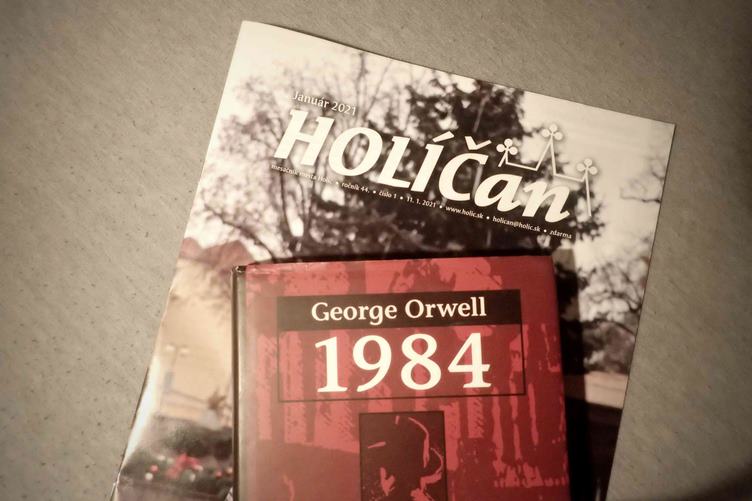 Január 2021
HOLÍČan
mesačník mesta Holíč • ročník 44. • číslo 1 • 11. 1. 2021 • www.holic.sk • holican@holic.sk • zdarma
George Orwell
1984